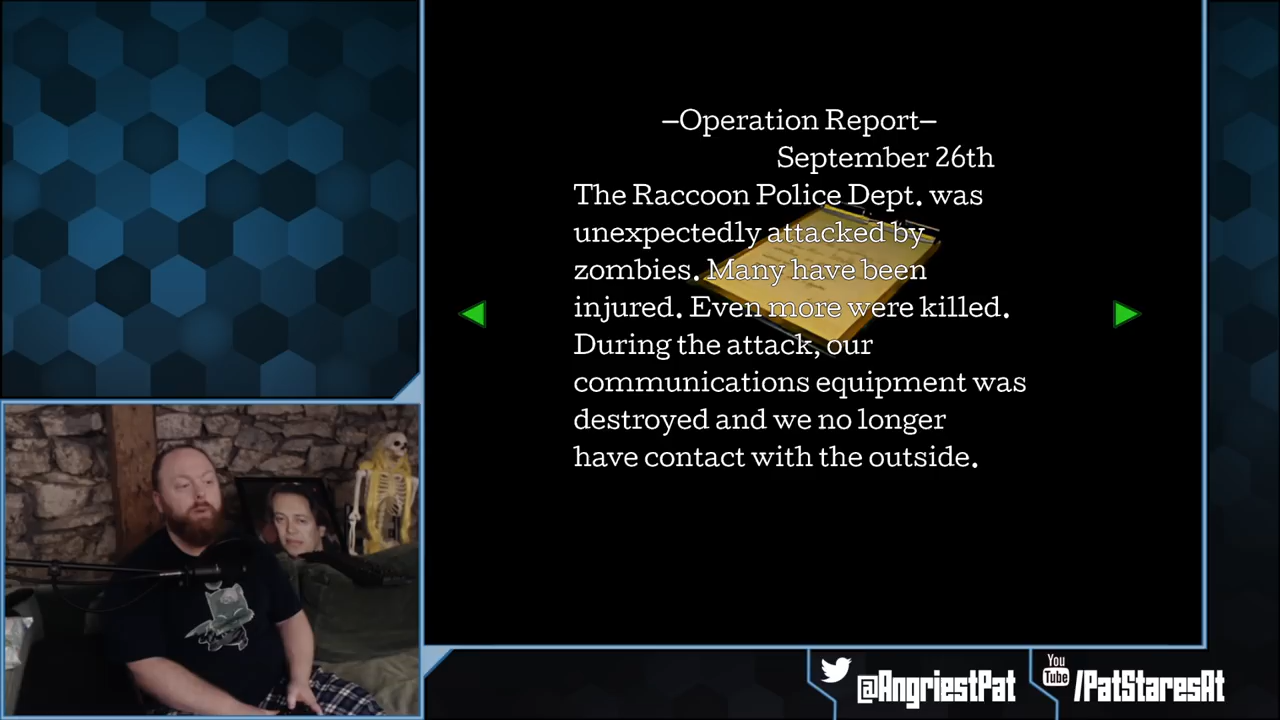 —Operation Report—
September 26th
The Raccoon Police Dept. was
unexpectedly attacked by
zombies. Many have been
injured. Even more were killed.
During the attack, our
communications equipment was
destroyed and we no longer
have contact with the outside.
@AngriestPat
You
Tube
/PatStaresAt